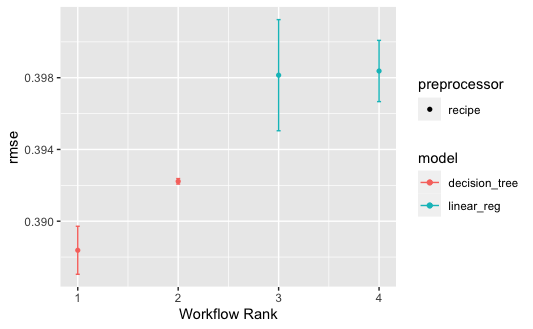 0.398
0.394
0.390
rmse
1 2 3 4
Workflow Rank
preprocessor
recipe
model
decision_tree
linear_reg